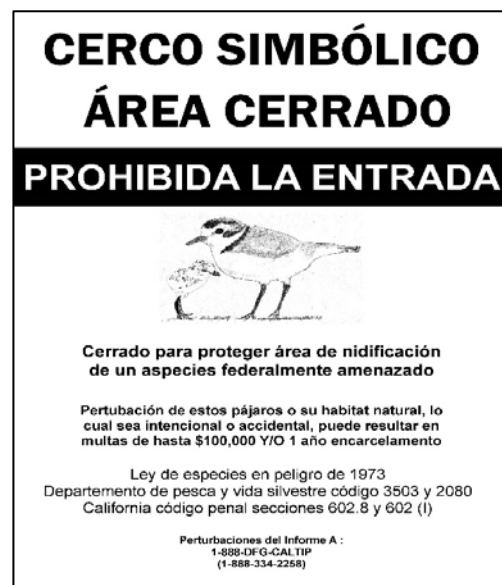 CERCO SIMBÓLICO
ÁREA CERRADO
PROHIBIDA LA ENTRADA
Cerrado para proteger área de nidificación
de un aspecies federalmente amenazado
Pertubación de estos pájaros o su habitat natural, lo
cual sea intencional o accidental, puede resultar en
multas de hasta $100,000 Y/O 1 año encarcelamento
Ley de especies en peligro de 1973
Departemento de pesca y vida silvestre código 3503 y 2080
California código penal secciones 602.8 y 602 (l)
Perturbaciones del Informe A :
1-888-DFG-CALTIP
(1-888-334-2258)